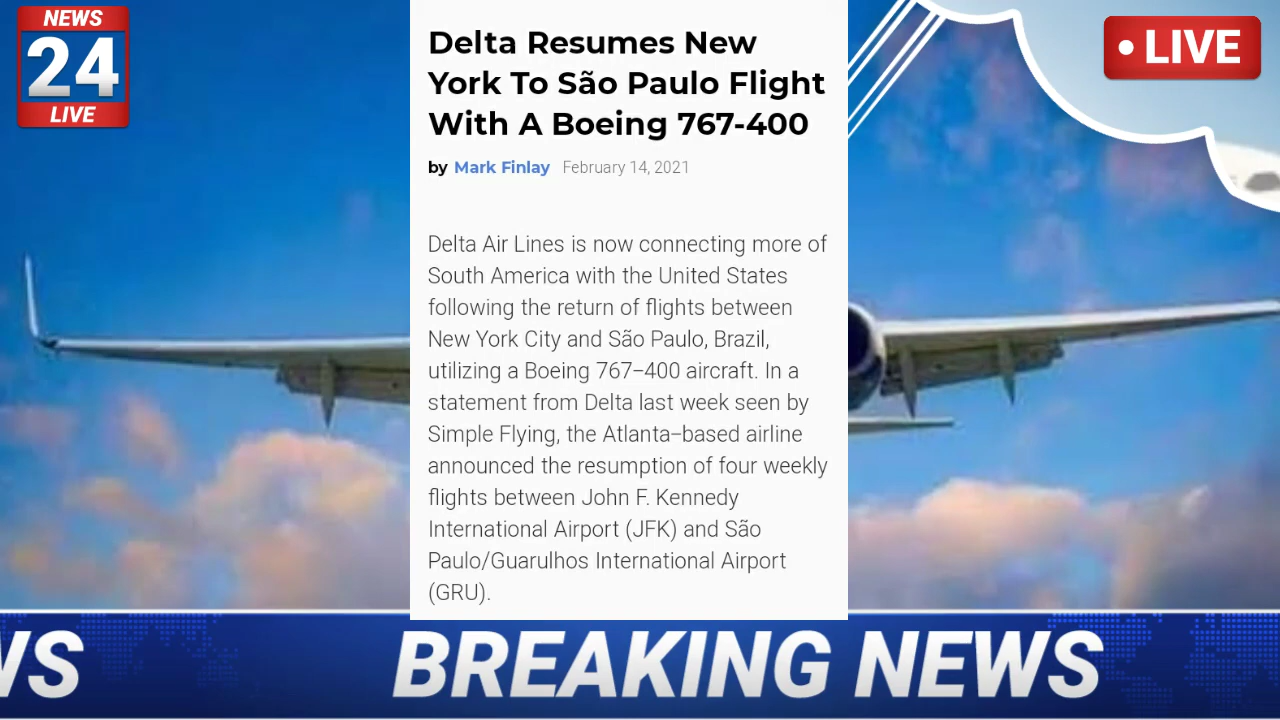 NEWS
24
LIVE
• LIVE
Delta Resumes New
York To São Paulo Flight
With A Boeing 767-400
by Mark Finlay February 14, 2021
Delta Air Lines is now connecting more of
South America with the United States
following the return of flights between
New York City and São Paulo, Brazil,
utilizing a Boeing 767–400 aircraft. In a
statement from Delta last week seen by
Simple Flying, the Atlanta–based airline
announced the resumption of four weekly
flights between John F. Kennedy
International Airport (JFK) and São
Paulo/Guarulhos International Airport
(GRU).
WS BREAKING NEWS